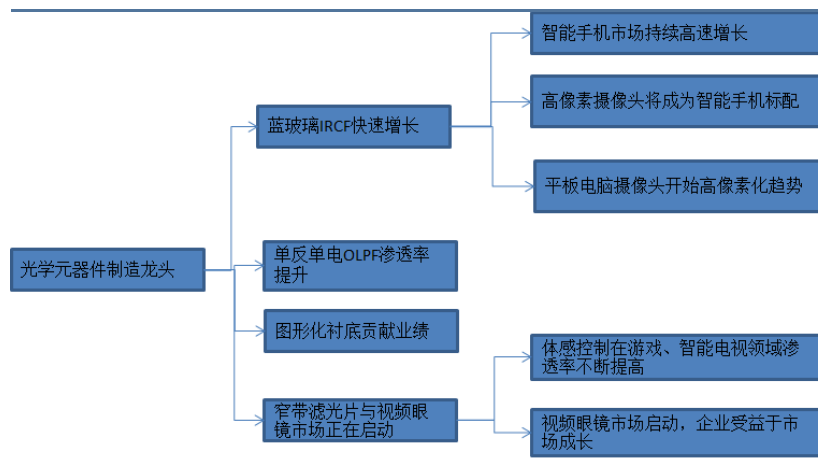 智能手机市场持续高速增长
高像素摄像头将成为智能手机标配
蓝玻璃IRCF快速增长
平板电脑摄像头开始高像素化趋势
光学元器件制造龙头
单反单电OLPF渗透率
提升
图形化衬底贡献业绩
体感控制在游戏、智能电视领域渗
透率不断提高
窄带滤光片与视频眼
镜市场正在启动
视频眼镜市场启动，企业受益于市
场成长